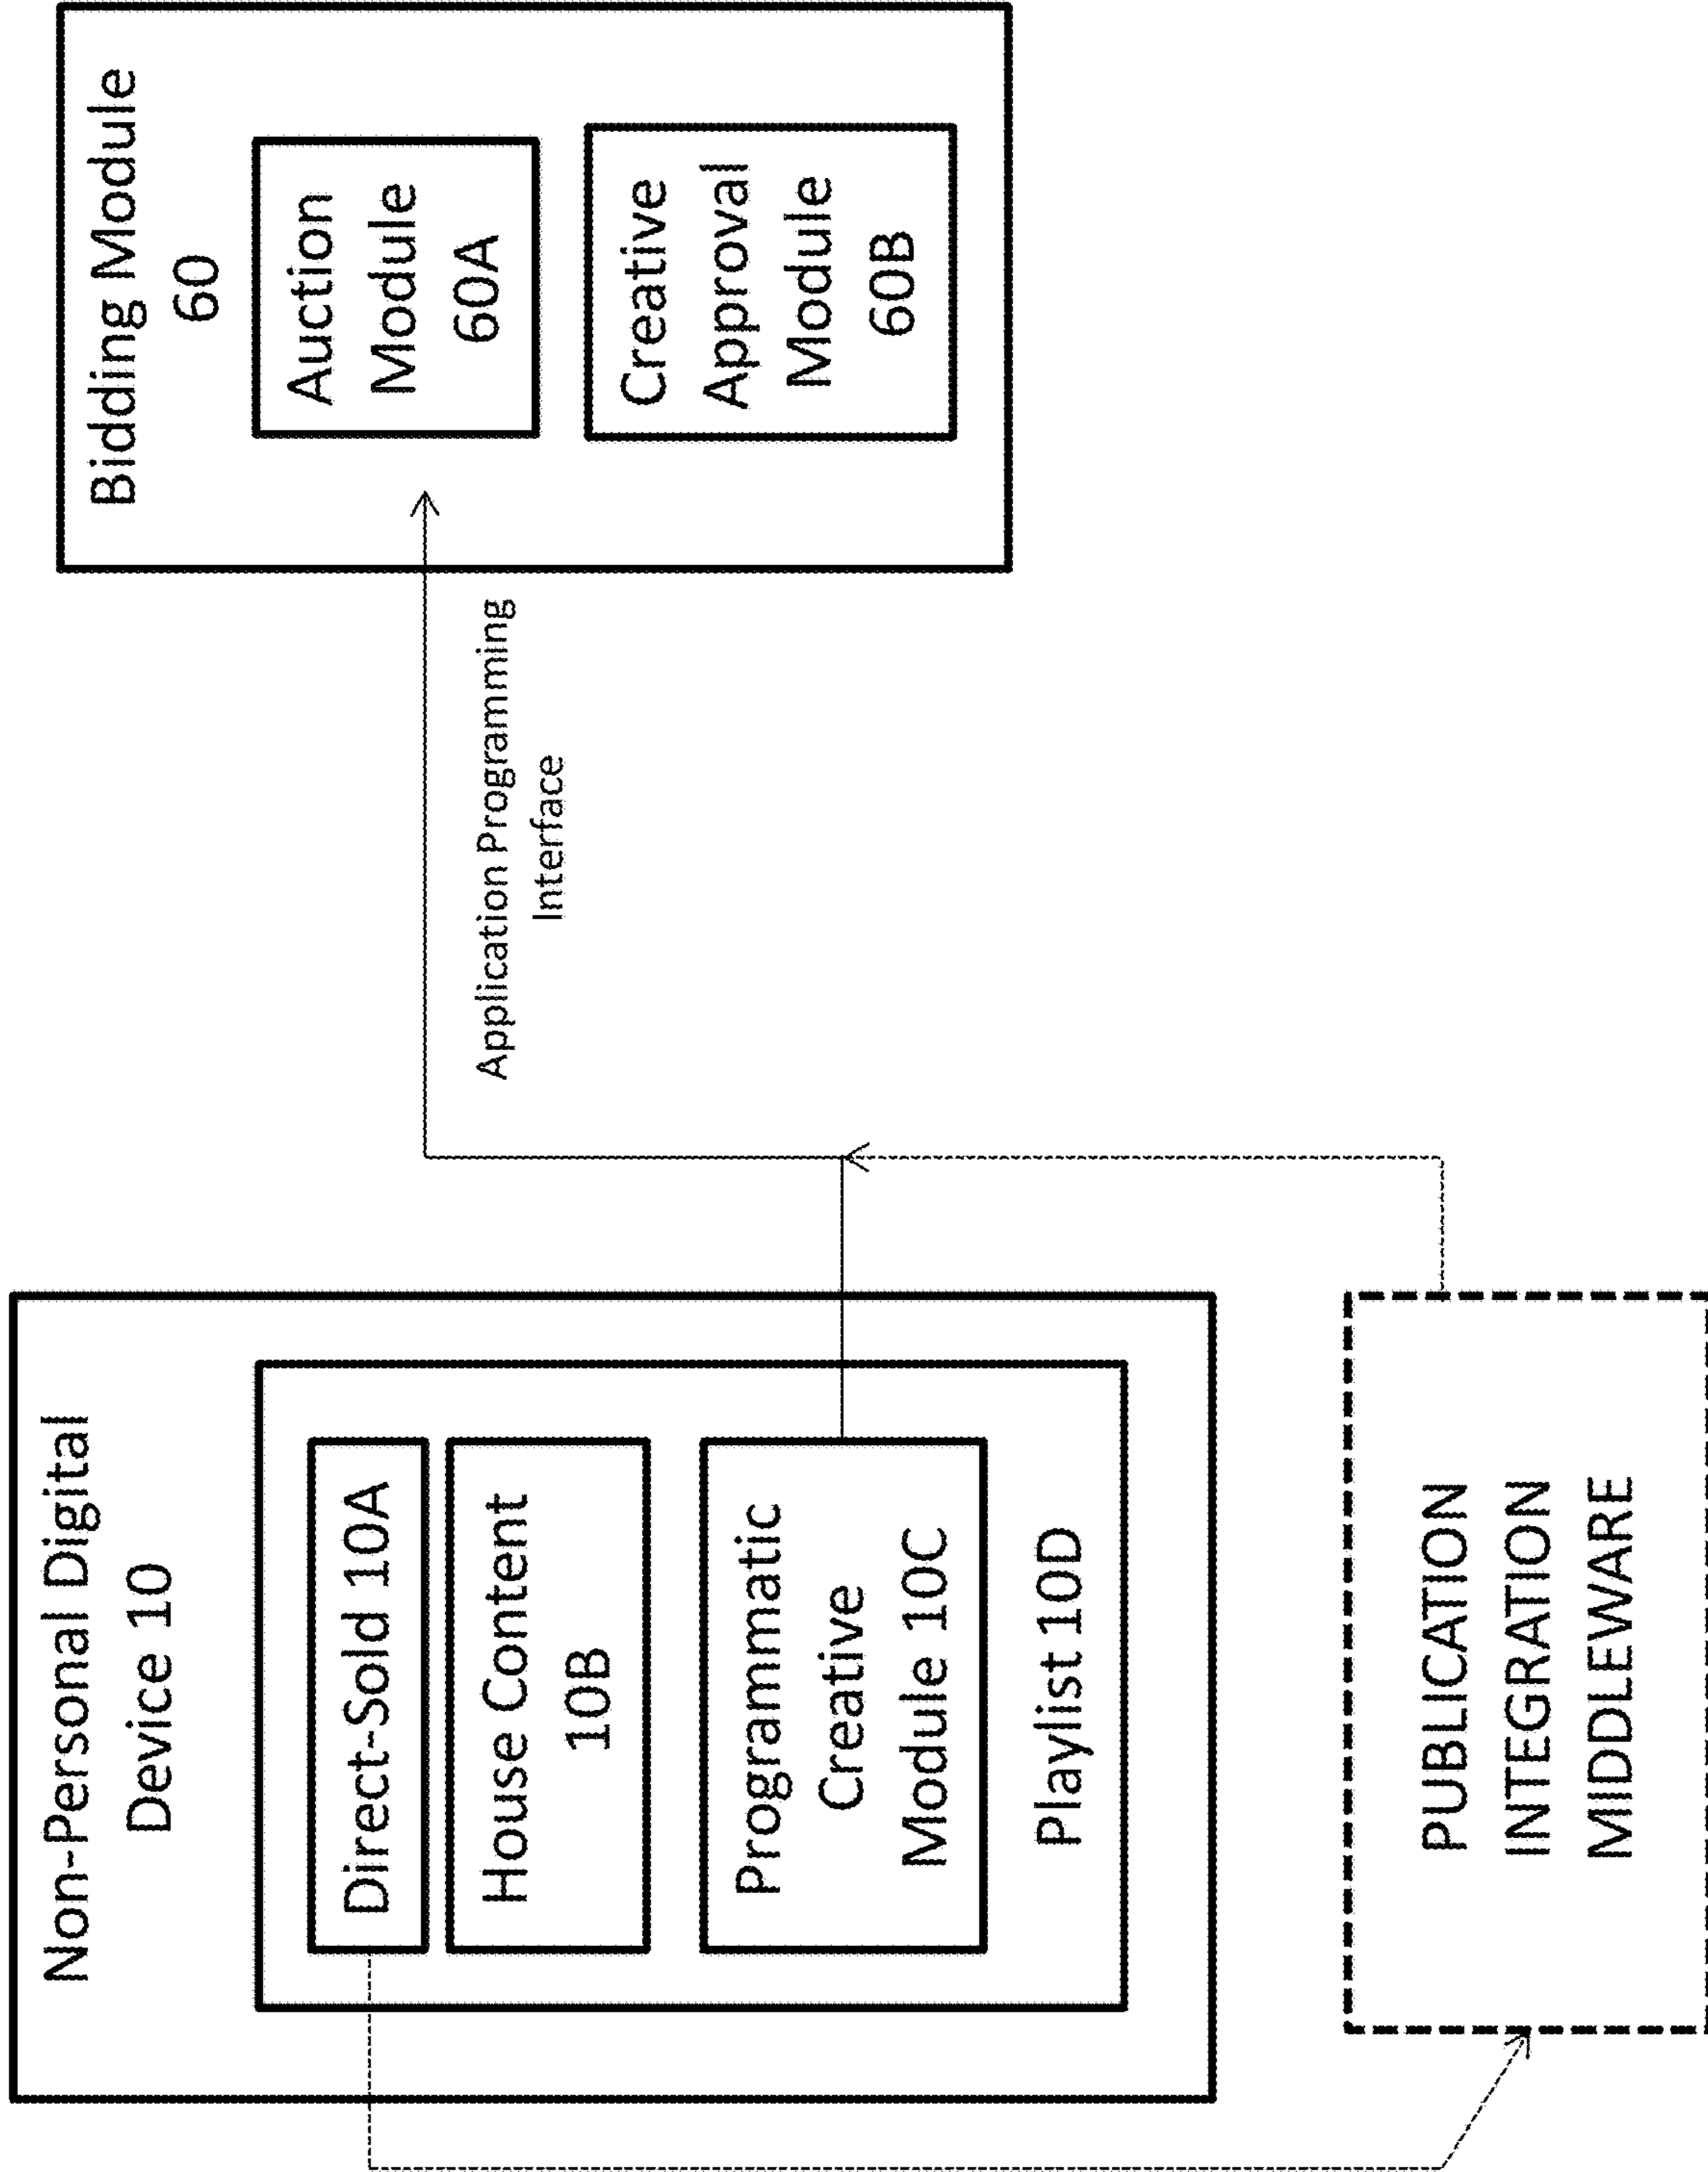 Non-Personal Digital
Device 10
Direct-Sold 10A
House Content
10B
Programmatic
Creative
Module 10C
Playlist 10D
PUBLICATION
INTEGRATION
MIDDLEWARE
Application Programming
Interface
Bidding Module
60
Auction
Module
60A
Creative
Approval
Module
60B